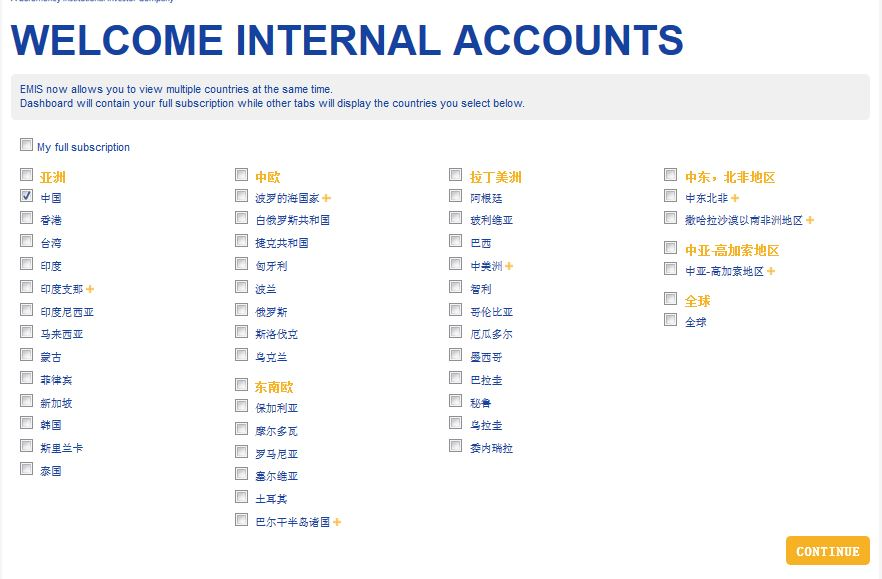 A Euromoney Institutional Investor Company
WELCOME INTERNAL ACCOUNTS
EMIS now allows you to view multiple countries at the same time.
Dashboard will contain your full subscription while other tabs will display the countries you select below.
My full subscription
亚洲
中国
香港
台湾
印度
印度支那 +
印度尼西亚
马来西亚
蒙古
菲律宾
新加坡
韩国
斯里兰卡
泰国
中欧
波罗的海国家 +
白俄罗斯共和国
捷克共和国
匈牙利
波兰
俄罗斯
斯洛伐克
乌克兰
东南欧
保加利亚
摩尔多瓦
罗马尼亚
塞尔维亚
土耳其
巴尔干半岛诸国 +
拉丁美洲
阿根廷
玻利维亚
巴西
中美洲 +
智利
哥伦比亚
厄瓜多尔
墨西哥
巴拉圭
秘鲁
乌拉圭
委内瑞拉
中东，北非地区
中东北非 +
撒哈拉沙漠以南非洲地区 +
中亚-高加索地区
中亚-高加索地区 +
全球
全球
CONTINUE